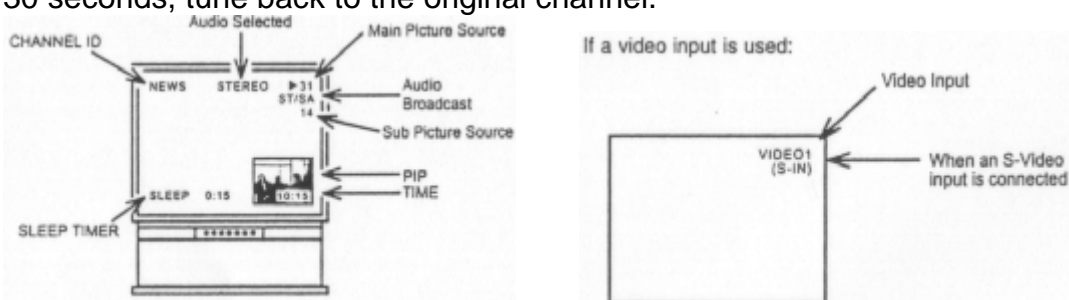 30 seconds, tune back to the original channel.
Audio Selected
Main Picture Source
CHANNEL ID
NEWS STEREO ▶31
ST/SA
14
Audio
Broadcast
Sub Picture Source
PIP
TIME
SLEEP 0:15
10:15
SLEEP TIMER
If a video input is used:
Video Input
VIDEO1
(S-IN)
When an S-Video
input is connected